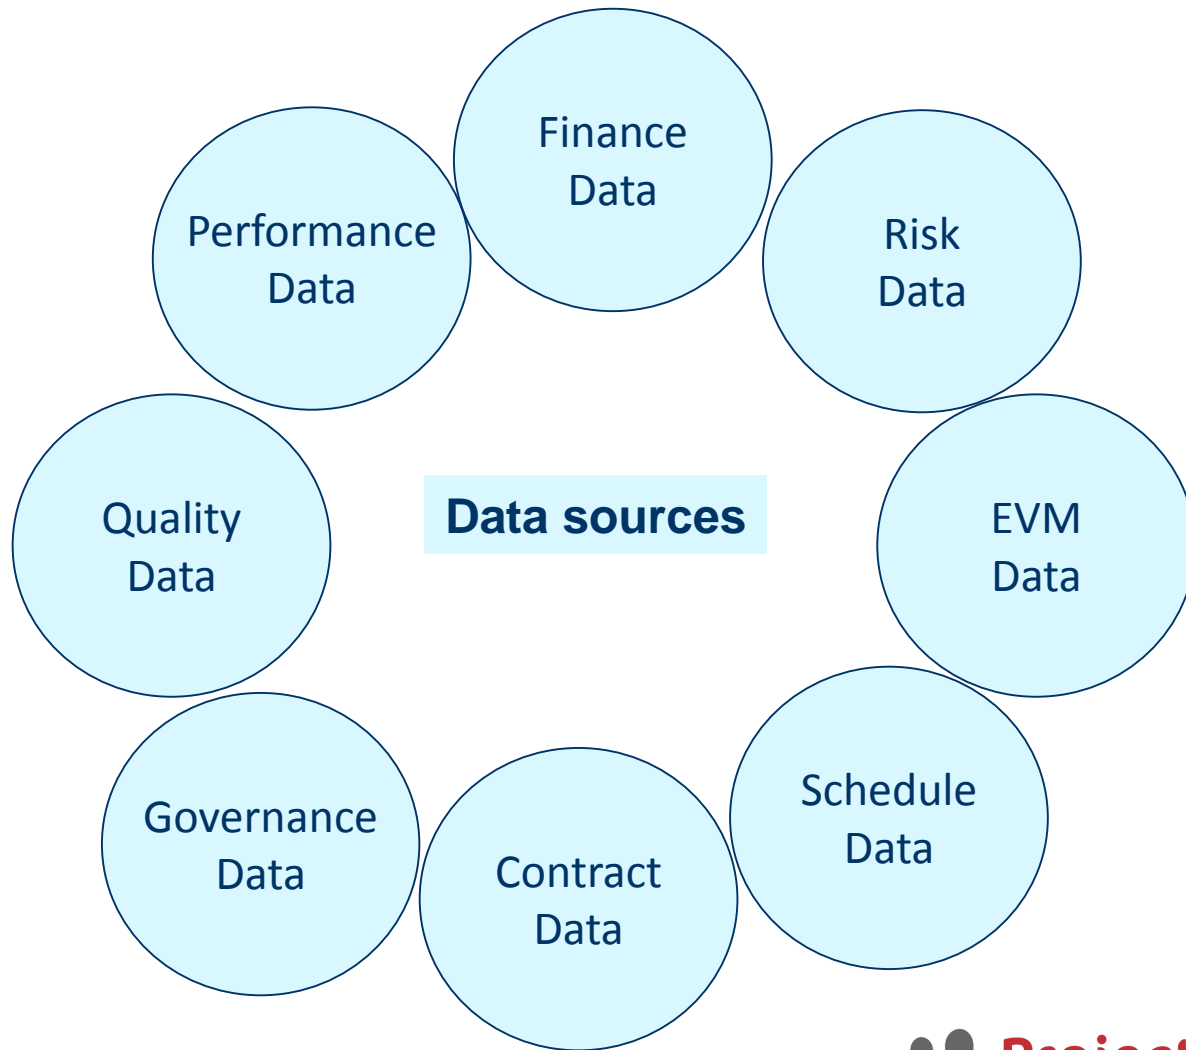 Finance
Data
Performance
Data
Risk
Data
Quality
Data
Data sources
EVM
Data
Governance
Data
Contract
Data
Schedule
Data